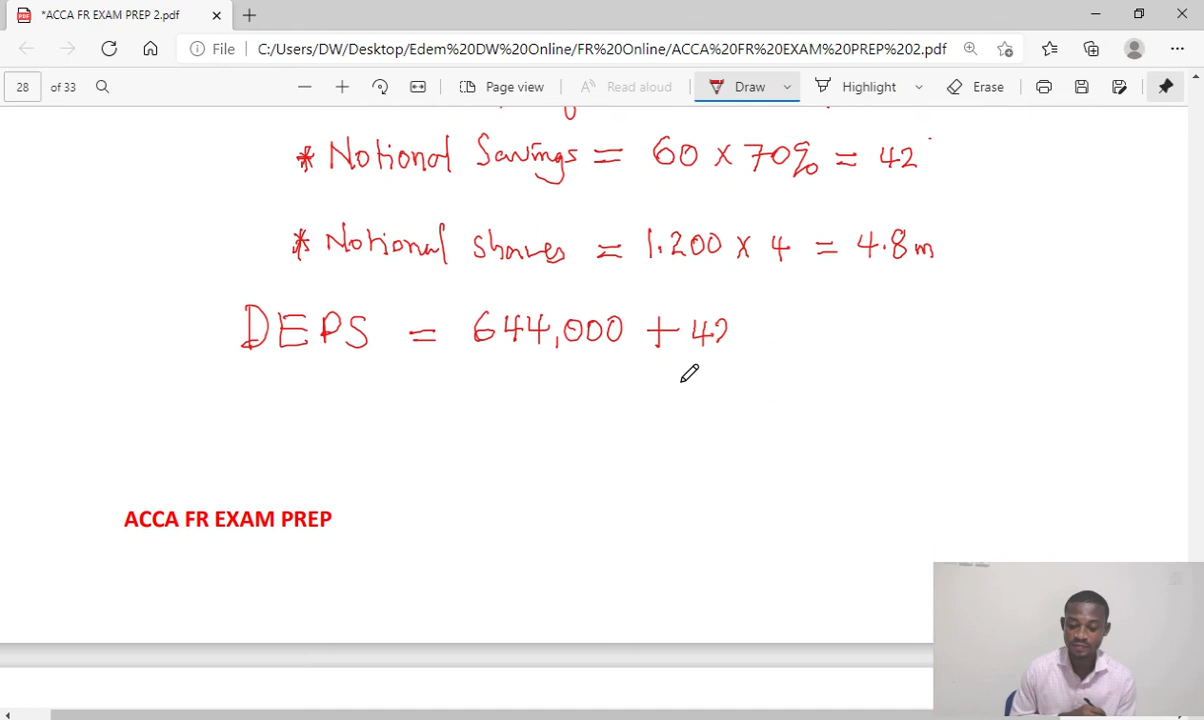 *ACCA FR EXAM PREP 2.pdf
File C:/Users/DW/Desktop/Edem%20DW%20Online/FR%20Online/ACCA%20FR%20EXAM%20PREP%202.pdf
28 of 33 Page view Read aloud Draw Highlight Erase
* Notional Savings = 60 x 70% = 42
* Notional shares = 1.200 x 4 = 4.8m
DEPS = 644,000 + 42
ACCA FR EXAM PREP